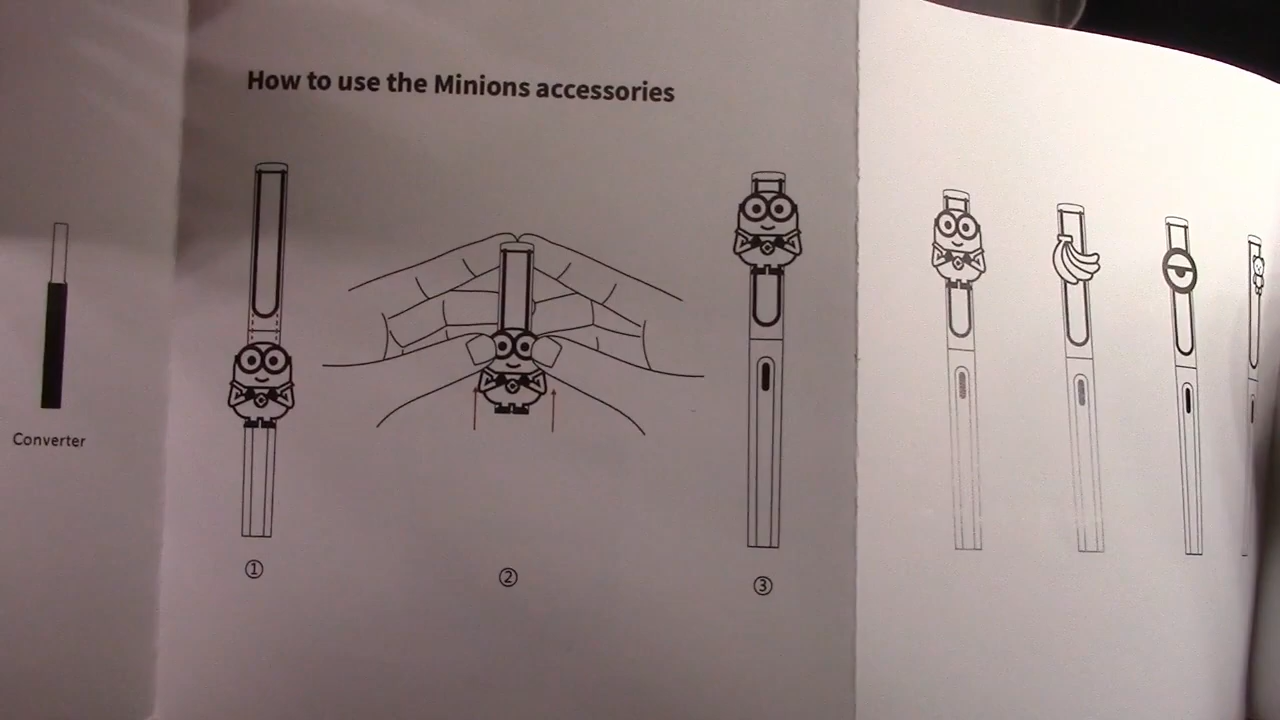 How to use the Minions accessories
Converter
①
②
③